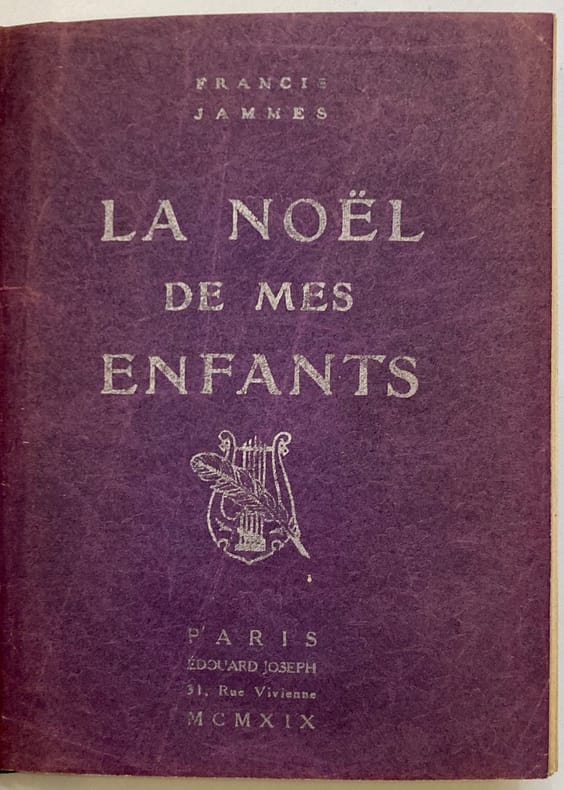 FRANCIS
JAMMES
LA NOËL
DE MES
ENFANTS
PARIS
ÉDOUARD JOSEPH
31, Rue Vivienne
MCMXIX